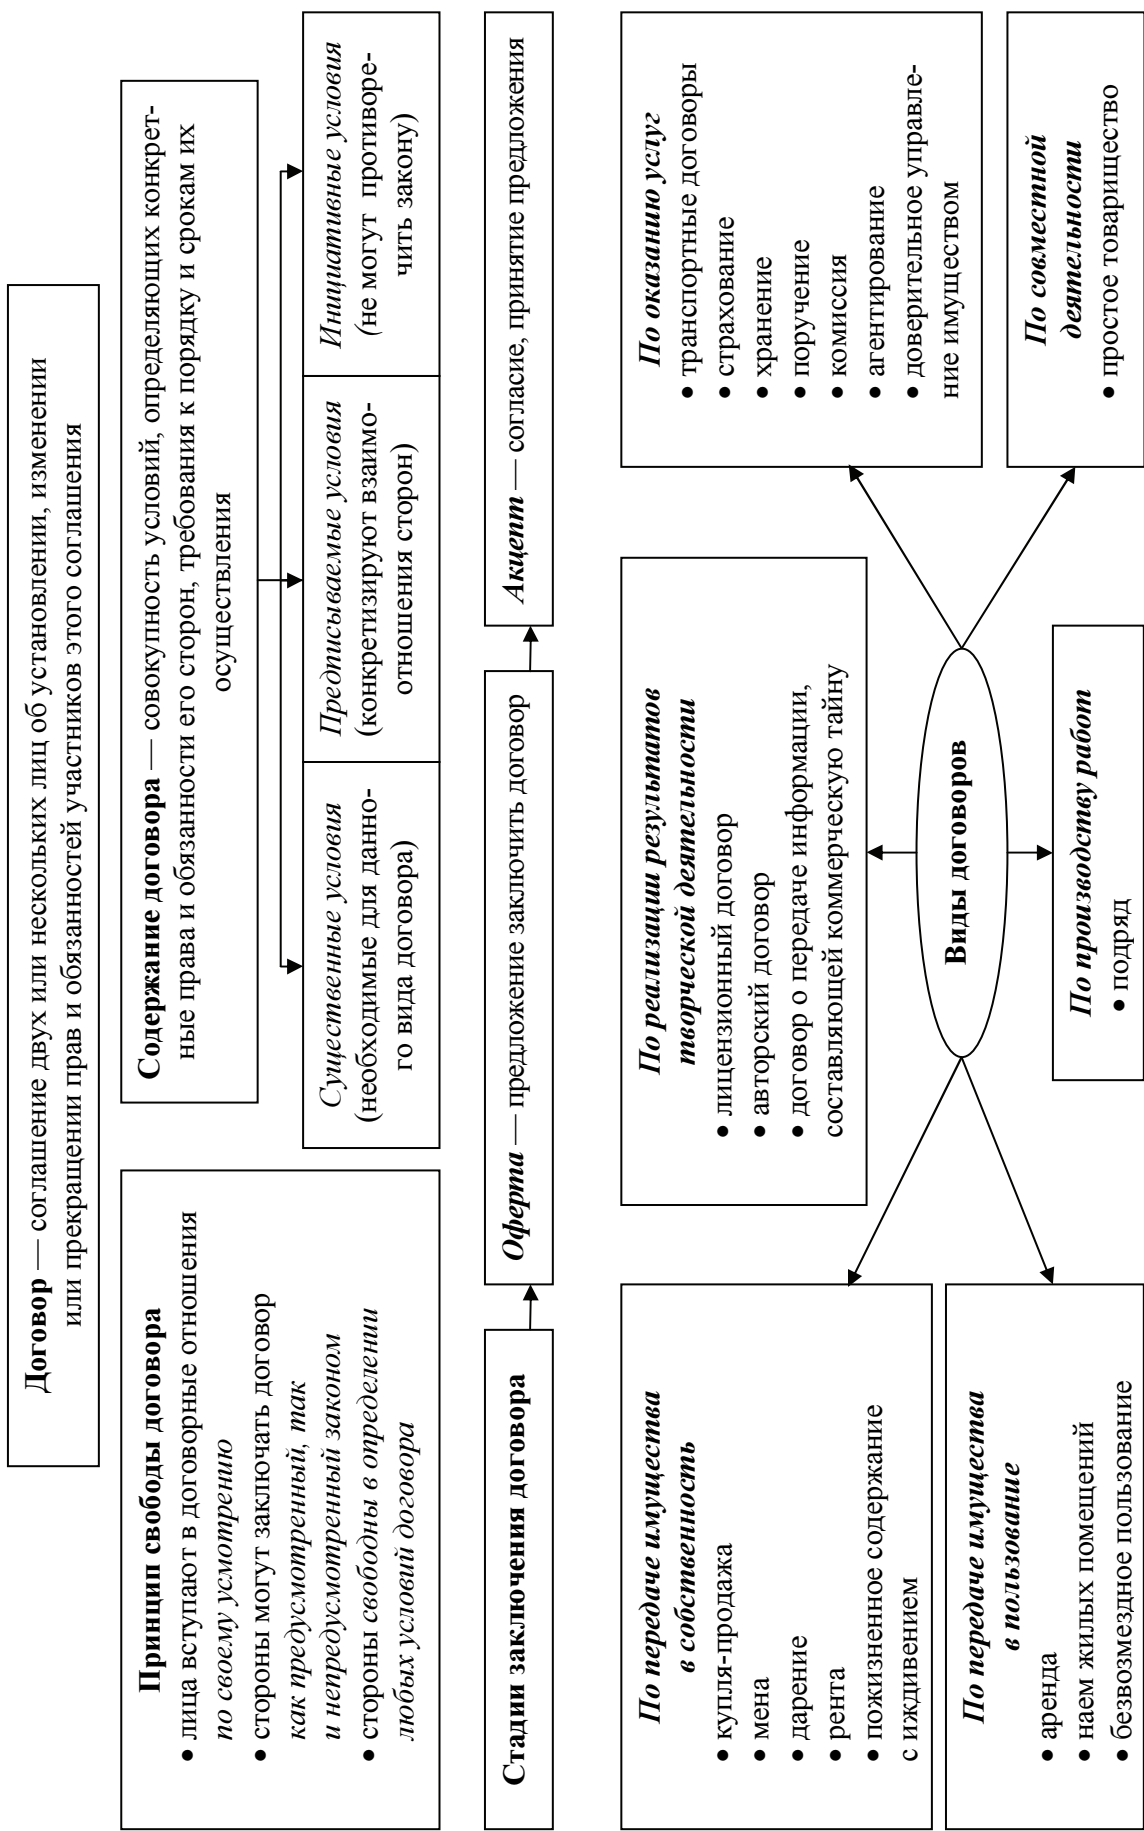 Договор — соглашение двух или нескольких лиц об установлении, изменении
или прекращении прав и обязанностей участников этого соглашения
Принцип свободы договора
• лица вступают в договорные отношения
по своему усмотрению
• стороны могут заключать договор
как предусмотренный, так
и непредусмотренный законом
• стороны свободны в определении
любых условий договора
Содержание договора — совокупность условий, определяющих конкрет-
ные права и обязанности его сторон, требования к порядку и срокам их
осуществления
Существенные условия
(необходимые для данно-
го вида договора)
Предписываемые условия
(конкретизируют взаимо-
отношения сторон)
Инициативные условия
(не могут противоре-
чить закону)
Стадии заключения договора
Оферта — предложение заключить договор
Акцепт — согласие, принятие предложения
По передаче имущества
в собственность
• купля-продажа
• мена
• дарение
• рента
• пожизненное содержание
с иждивением
По реализации результатов
творческой деятельности
• лицензионный договор
• авторский договор
• договор о передаче информации,
составляющей коммерческую тайну
По оказанию услуг
• транспортные договоры
• страхование
• хранение
• поручение
• комиссия
• агентирование
• доверительное управле-
ние имуществом
Виды договоров
По передаче имущества
в пользование
• аренда
• наем жилых помещений
• безвозмездное пользование
По производству работ
• подряд
По совместной
деятельности
• простое товарищество